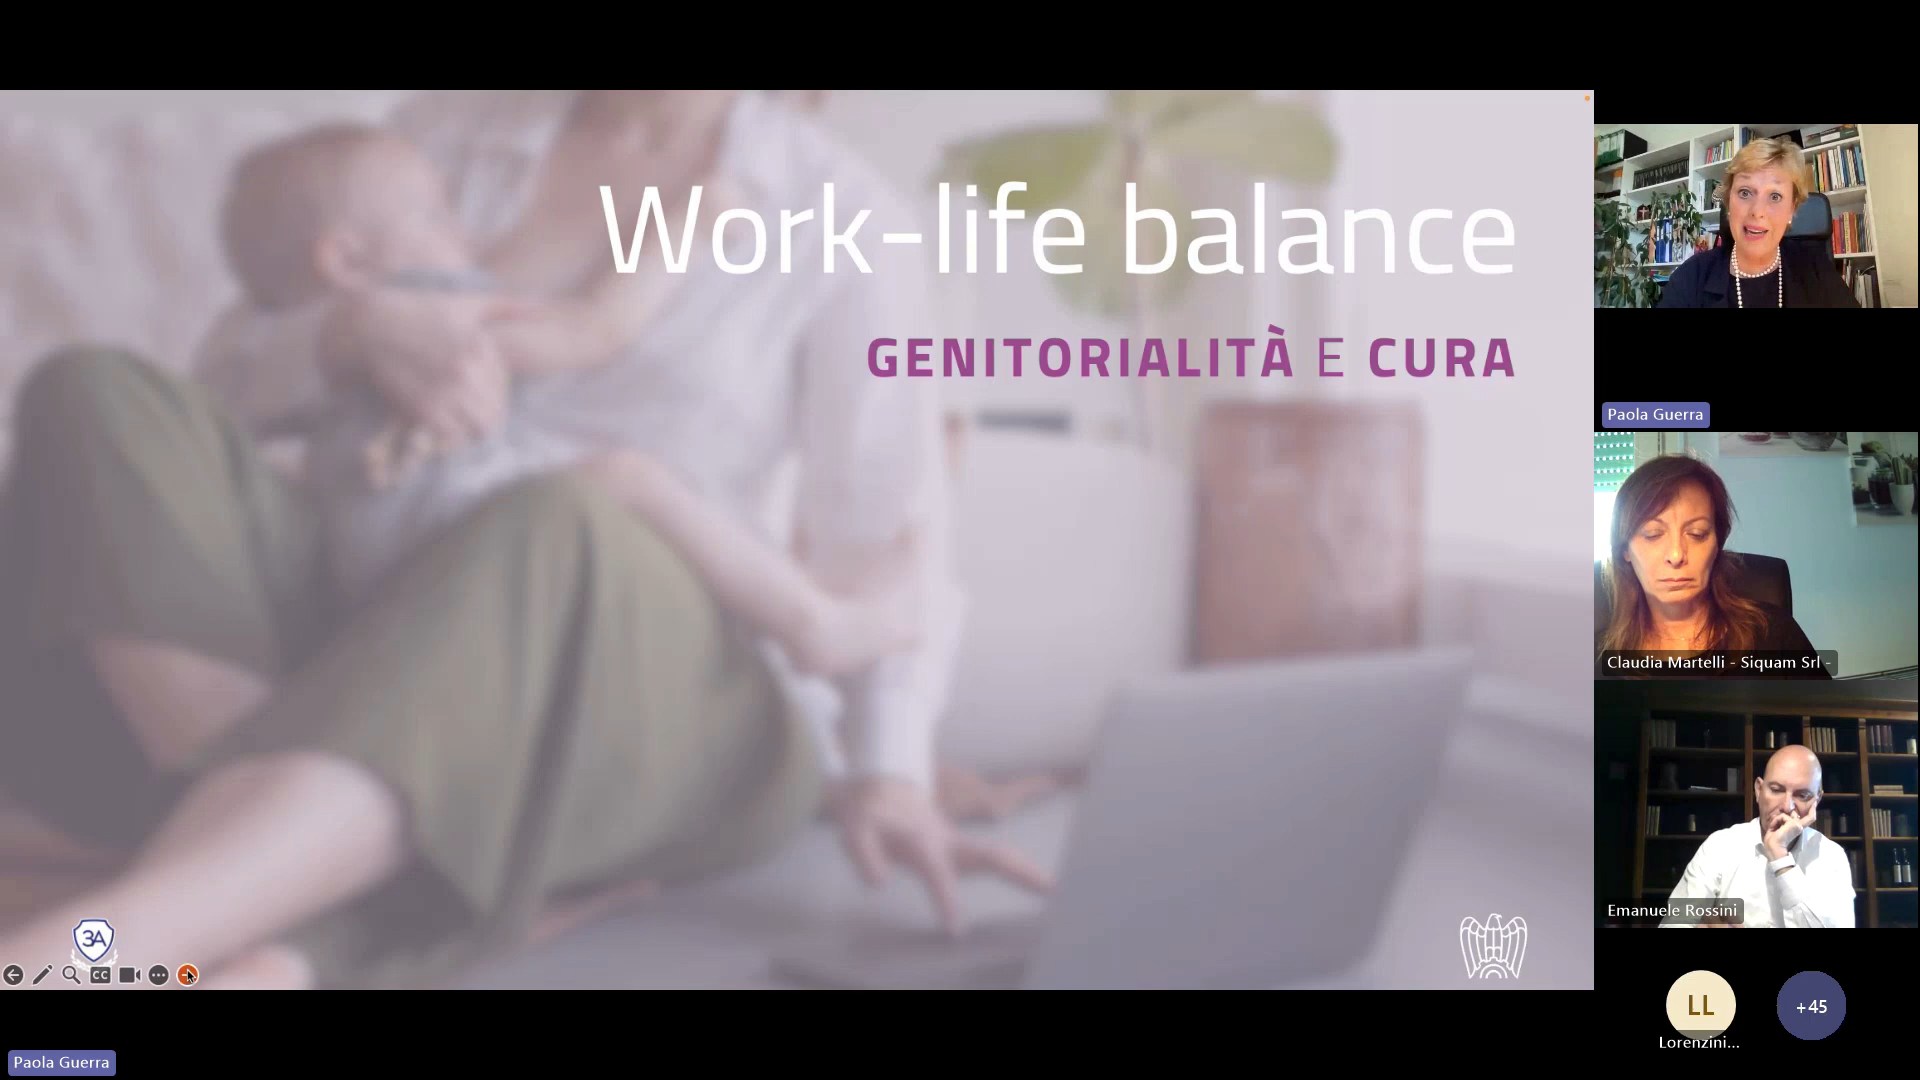 Work-life balance
GENITORIALITÀ E CURA
3A
CC
Paola Guerra
Paola Guerra
Claudia Martelli - Siquam Srl -
Emanuele Rossini
LL
+45
Lorenzini...